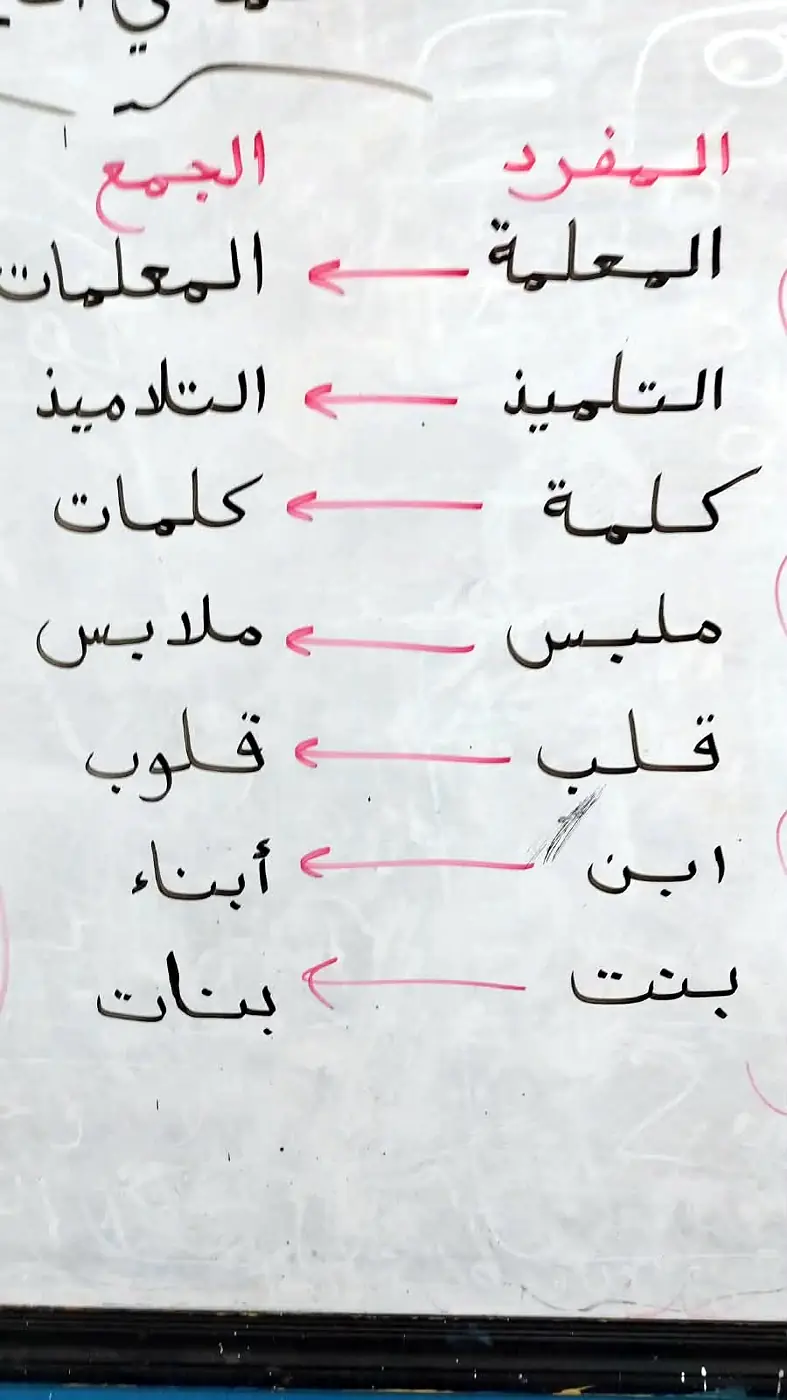 المفرد الجمع
المعلمة المعلمات
التلميذ التلاميذ
كلمة كلمات
ملبس ملابس
قلب قلوب
ابن أبناء
بنت بنات